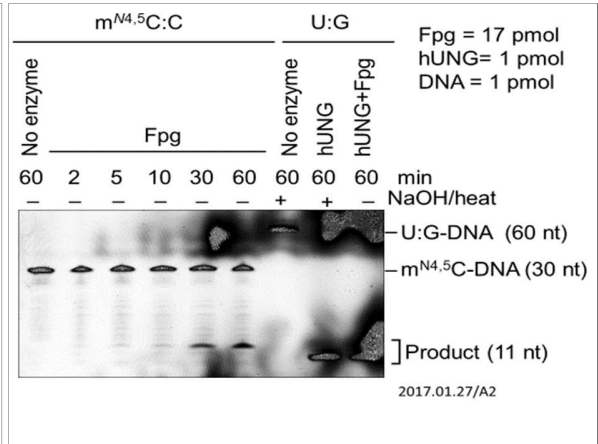 m^N4,5C:C U:G
Fpg = 17 pmol
hUNG= 1 pmol
DNA = 1 pmol
No enzyme
Fpg
No enzyme
hUNG
hUNG+Fpg
60 2 5 10 30 60 60 60 60 min
– – – – – – + + – NaOH/heat
U:G-DNA (60 nt)
m^N4,5C-DNA (30 nt)
Product (11 nt)
2017.01.27/A2